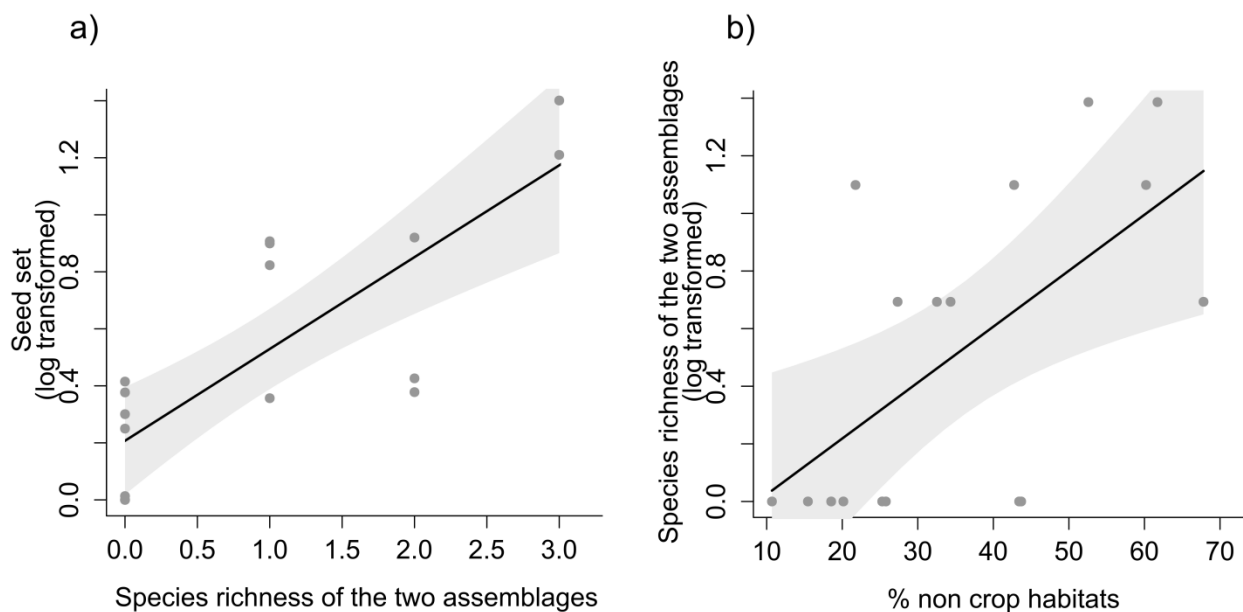 a)
Seed set
(log transformed)
0.0 0.4 0.8 1.2
0.0 0.5 1.0 1.5 2.0 2.5 3.0
Species richness of the two assemblages
b)
Species richness of the two assemblages
(log transformed)
0.0 0.4 0.8 1.2
10 20 30 40 50 60 70
% non crop habitats